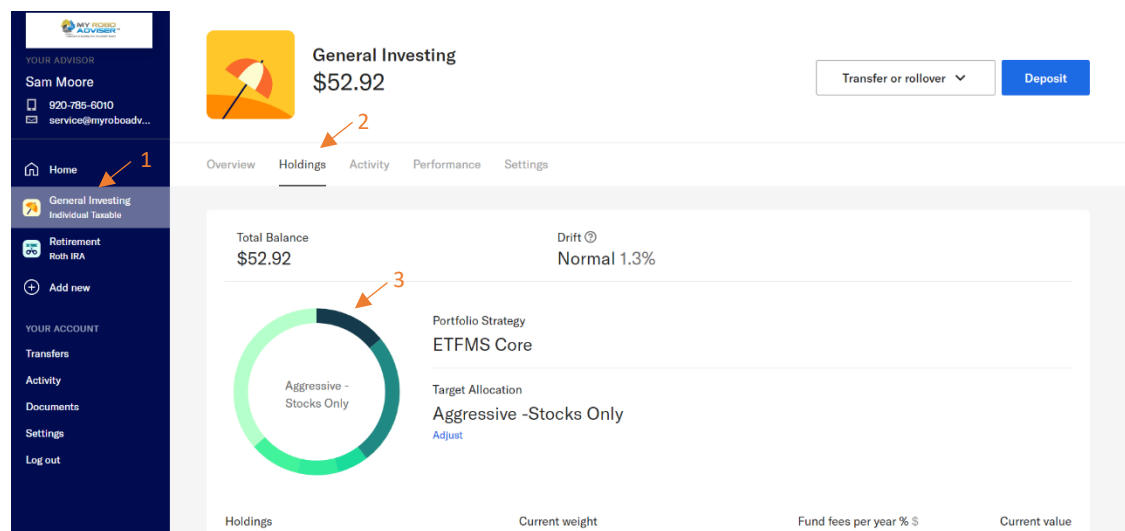 MY ROBO
ADVISER
YOUR ADVISOR
Sam Moore
920-785-6010
service@myroboadv...
Home
1
General Investing
Individual Taxable
Retirement
Roth IRA
Add new
YOUR ACCOUNT
Transfers
Activity
Documents
Settings
Log out
General Investing
$52.92
Transfer or rollover
Deposit
2
Overview Holdings Activity Performance Settings
Total Balance Drift ?
$52.92 Normal 1.3%
3
Aggressive -
Stocks Only
Portfolio Strategy
ETFMS Core
Target Allocation
Aggressive -Stocks Only
Adjust
Holdings Current weight Fund fees per year % $ Current value